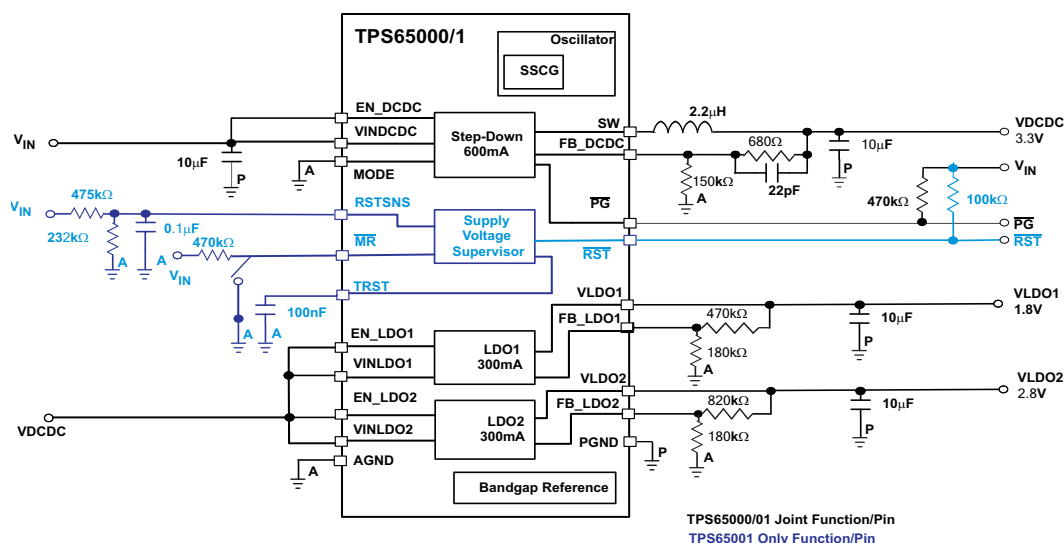 TPS65000/1
Oscillator
SSCG
EN_DCDC
VINDCDC
MODE
Step-Down
600mA
SW
FB_DCDC
PG
2.2µH
680Ω
22pF
150kΩ
A
10µF
P
VDCDC
3.3V
VIN
470kΩ
100kΩ
PG
RST
VIN
10µF
P
A
VIN
475kΩ
232kΩ
A
0.1µF
A
470kΩ
VIN
A
100nF
A
RSTSNS
MR
TRST
Supply
Voltage
Supervisor
RST
EN_LDO1
VINLDO1
LDO1
300mA
VLDO1
FB_LDO1
470kΩ
180kΩ
A
10µF
P
VLDO1
1.8V
EN_LDO2
VINLDO2
LDO2
300mA
VLDO2
FB_LDO2
820kΩ
180kΩ
A
10µF
P
VLDO2
2.8V
VDCDC
AGND
A
PGND
P
Bandgap Reference
TPS65000/01 Joint Function/Pin
TPS65001 Only Function/Pin